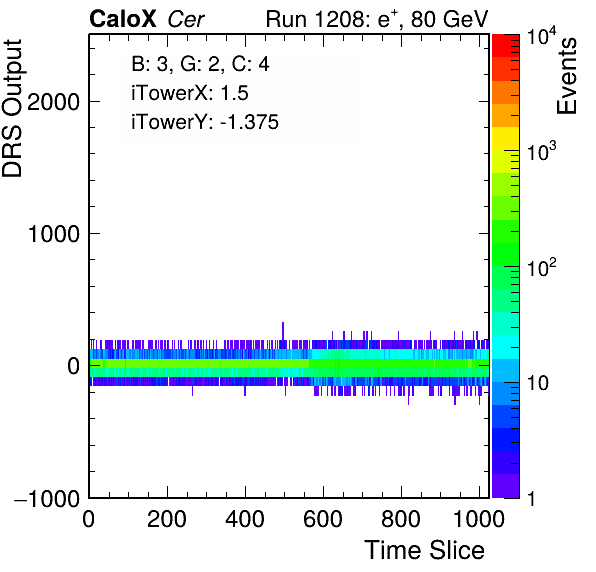 CaloX Cer
Run 1208: e+, 80 GeV
B: 3, G: 2, C: 4
iTowerX: 1.5
iTowerY: -1.375
DRS Output
2000
1000
0
−1000
0 200 400 600 800 1000
Time Slice
Events
10^4
10^3
10^2
10
1